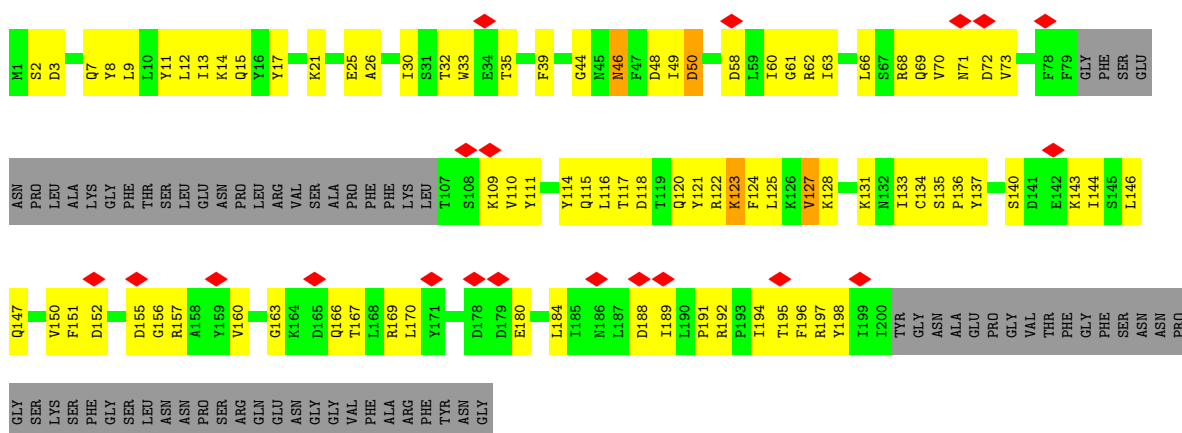 M1 S2 D3 Q7 Y8 L9 L10 Y11 L12 I13 K14 Q15 Y16 Y17 K21 E25 A26 I30 S31 T32 W33 E34 T35 F39 G44 N45 N46 F47 D48 I49 D50 D58 L59 I60 G61 R62 I63 L66 S67 R68 Q69 V70 N71 D72 V73 F78 F79 GLY PHE SER GLU
ASN PRO LEU ALA LYS GLY PHE THR SER LEU GLU ASN PRO LEU ARG VAL SER ALA PRO PHE PHE LYS LEU T107 S108 K109 V110 Y111 Y114 Q115 L116 T117 D118 T119 Q120 Y121 R122 K123 F124 L125 K126 V127 K128 K131 N132 I133 C134 S135 P136 Y137 S140 D141 E142 K143 I144 S145 L146
Q147 V150 F151 D152 D155 G156 R157 A158 Y159 V160 G163 K164 D165 Q166 T167 L168 R169 L170 Y171 D178 D179 E180 L184 I185 N186 L187 D188 I189 L190 P191 R192 P193 I194 T195 F196 R197 Y198 I199 I200 TYR GLY ASN ALA GLU PRO GLY VAL THR PHE GLY PHE SER ASN ASN PRO
GLY SER LYS SER PHE GLY SER LEU ASN ASN PRO SER ARG GLN GLU ASN GLY GLY VAL PHE ALA ARG PHE TYR ASN GLY